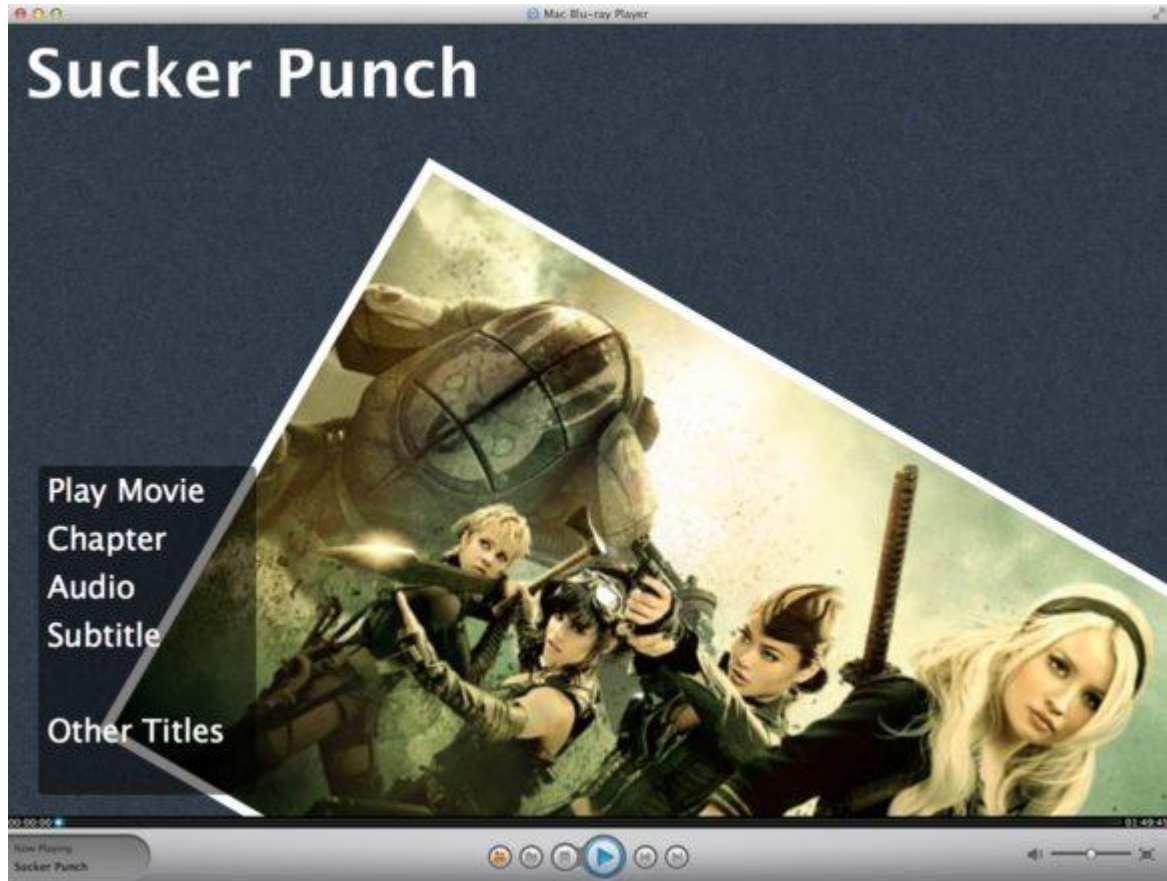 Mac Blu-ray Player
Sucker Punch
Play Movie
Chapter
Audio
Subtitle
Other Titles
00:00:00
01:49:45
Now Playing
Sucker Punch